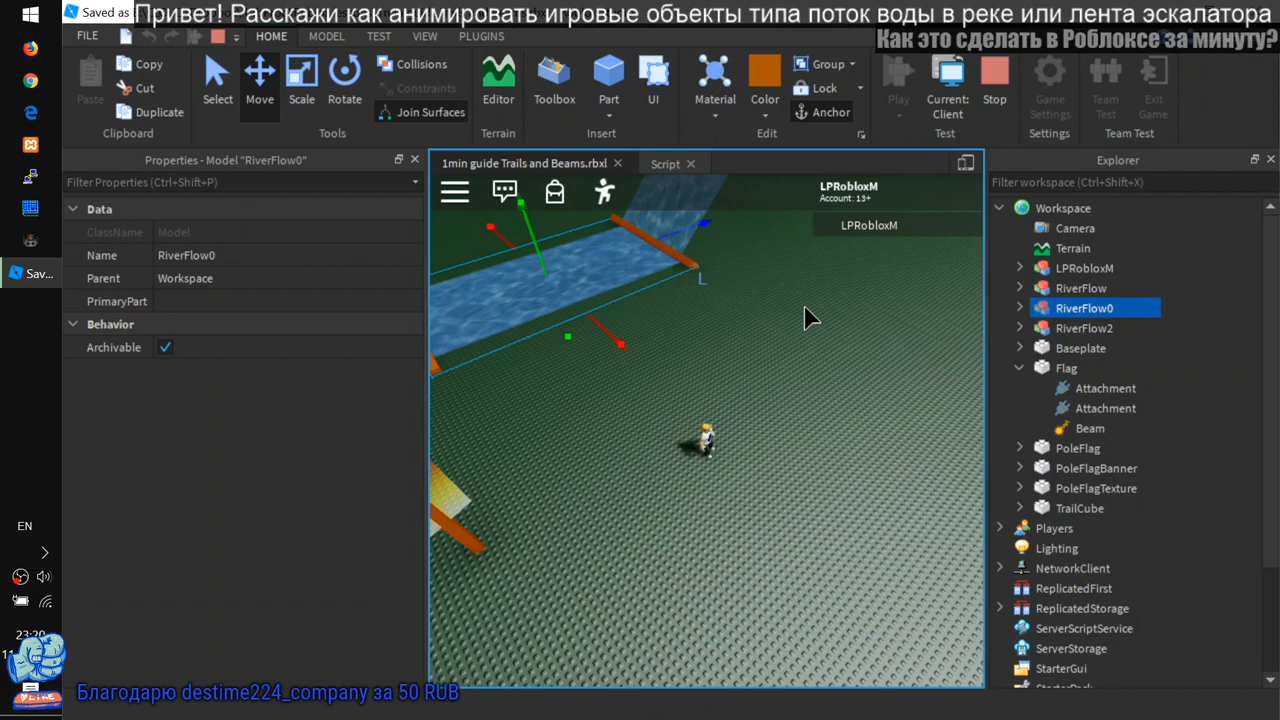 Saved as
Привет! Расскажи как анимировать игровые объекты типа поток воды в реке или лента эскалатора
Как это сделать в Роблоксе за минуту?
FILE HOME MODEL TEST VIEW PLUGINS
Paste Copy Cut Duplicate
Select Move Scale Rotate Collisions Constraints Join Surfaces
Editor Toolbox Part UI Material Color Group Lock Anchor
Play Current: Client Stop Game Settings Team Test Exit Game
Clipboard Tools Terrain Insert Edit Test Settings Team Test
Properties - Model "RiverFlow0"
Filter Properties (Ctrl+Shift+P)
Data
ClassName Model
Name RiverFlow0
Parent Workspace
PrimaryPart
Behavior
Archivable
1min guide Trails and Beams.rbxl Script
LPRobloxM
Account: 13+
LPRobloxM
L
Explorer
Filter workspace (Ctrl+Shift+X)
Workspace
Camera
Terrain
LPRobloxM
RiverFlow
RiverFlow0
RiverFlow2
Baseplate
Flag
Attachment
Attachment
Beam
PoleFlag
PoleFlagBanner
PoleFlagTexture
TrailCube
Players
Lighting
NetworkClient
ReplicatedFirst
ReplicatedStorage
ServerScriptService
ServerStorage
StarterGui
Sav...
EN
23:20
Благодарю destime224_company за 50 RUB